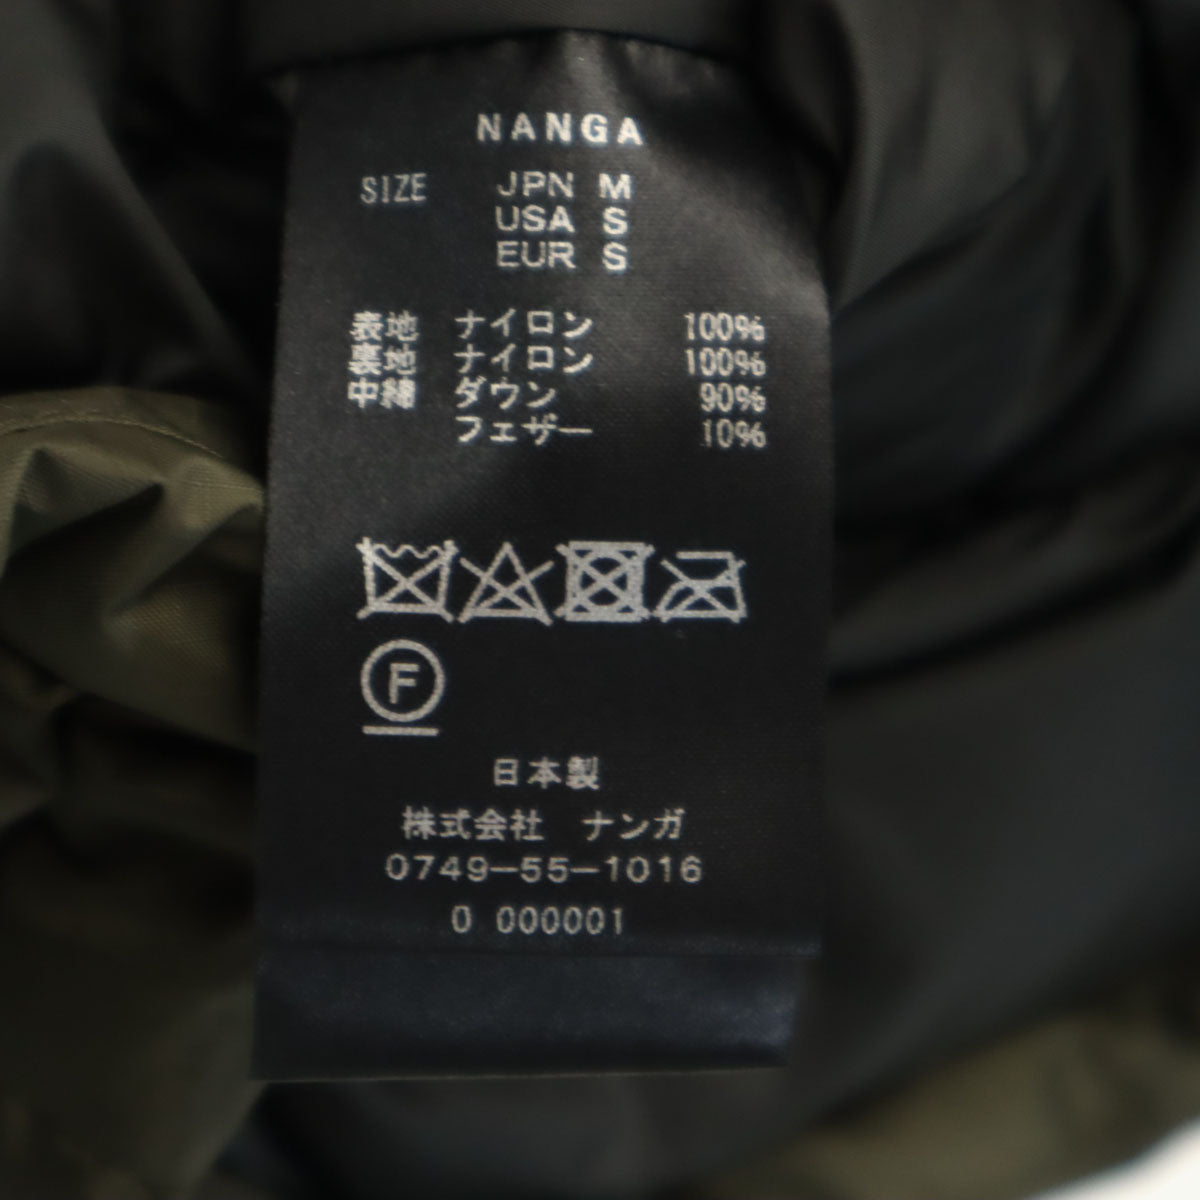 NANGA
SIZE JPN M
USA S
EUR S
表地 ナイロン 100%
裏地 ナイロン 100%
中綿 ダウン 90%
フェザー 10%
F
日本製
株式会社 ナンガ
0749-55-1016
0 000001